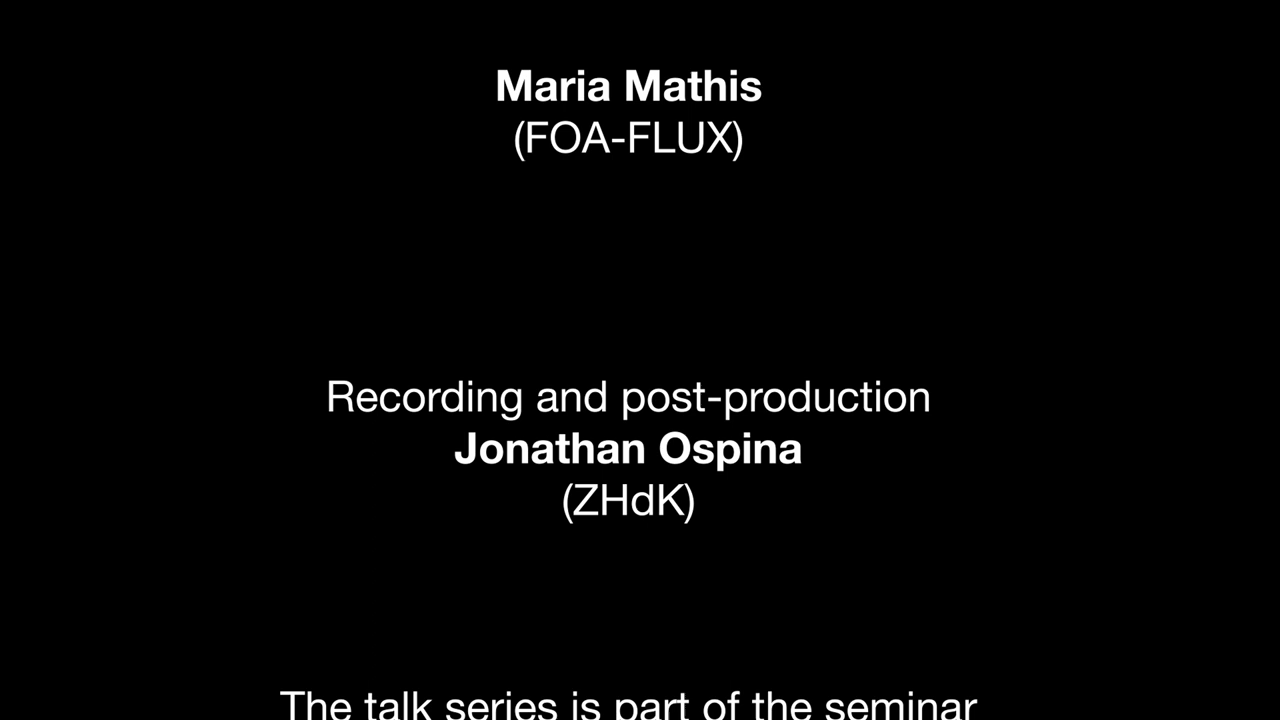 Maria Mathis
(FOA-FLUX)
Recording and post-production
Jonathan Ospina
(ZHdK)
The talk series is part of the seminar